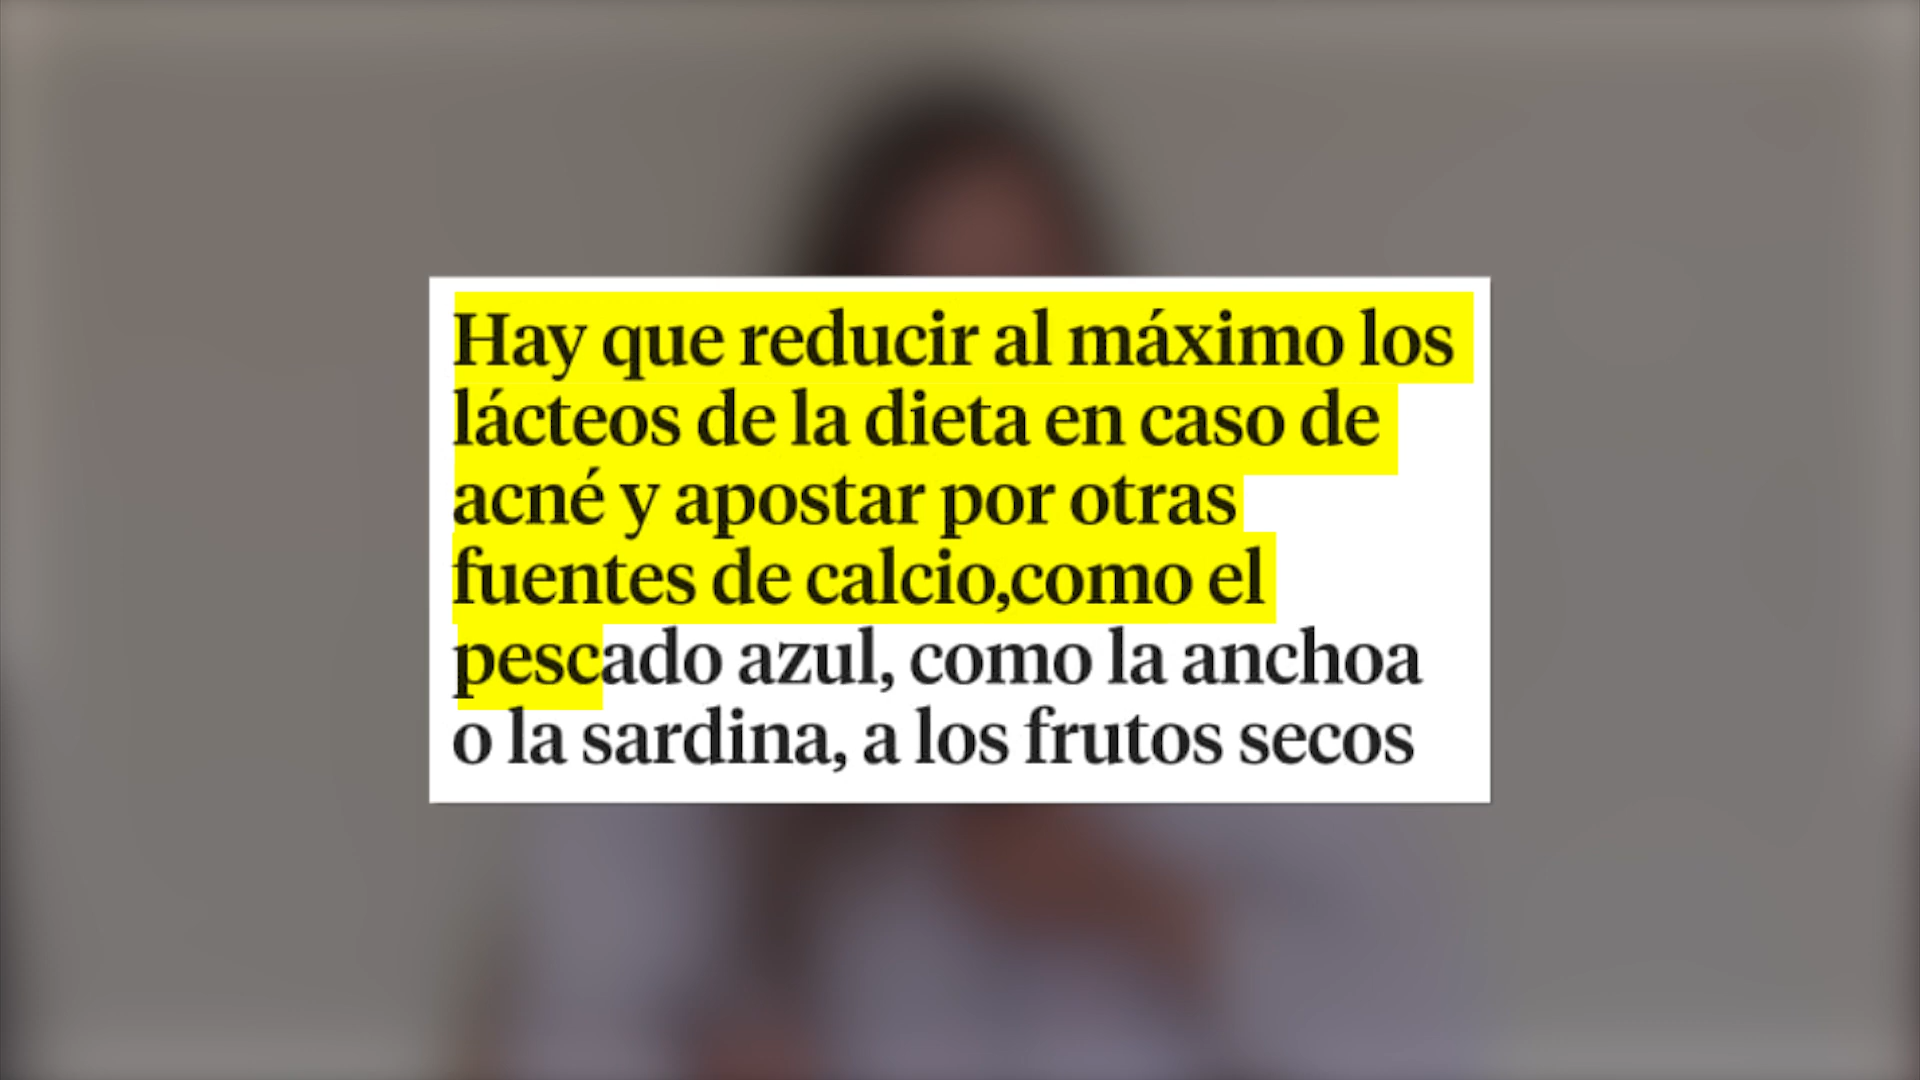 Hay que reducir al máximo los
lácteos de la dieta en caso de
acné y apostar por otras
fuentes de calcio,como el
pescado azul, como la anchoa
o la sardina, a los frutos secos